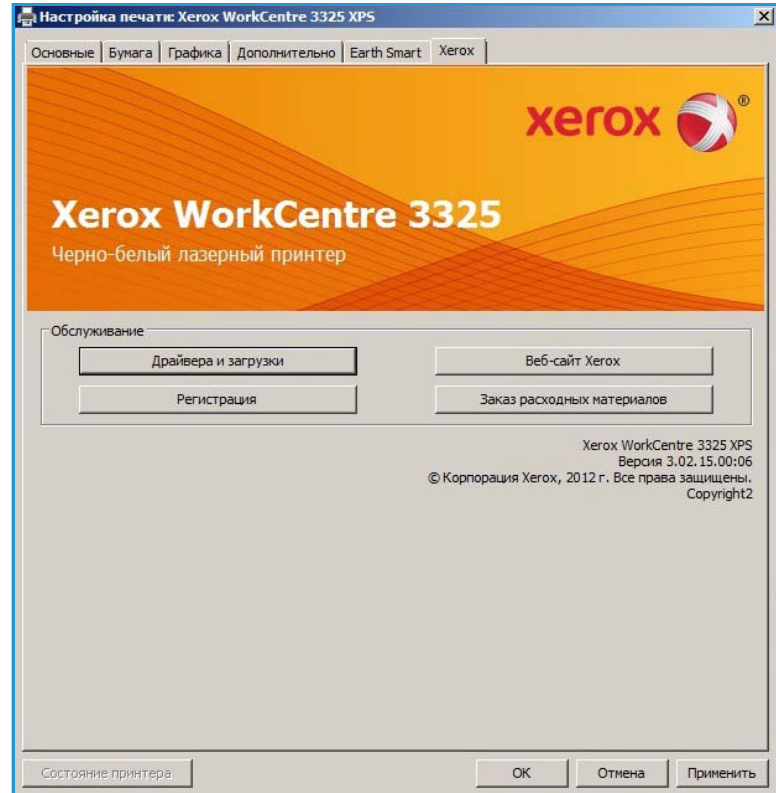 Настройка печати: Xerox WorkCentre 3325 XPS
Основные Бумага Графика Дополнительно Earth Smart Xerox
xerox ®
Xerox WorkCentre 3325
Черно-белый лазерный принтер
Обслуживание
Драйвера и загрузки Веб-сайт Xerox
Регистрация Заказ расходных материалов
Xerox WorkCentre 3325 XPS
Версия 3.02.15.00:06
© Корпорация Xerox, 2012 г. Все права защищены.
Copyright2
Состояние принтера OK Отмена Применить